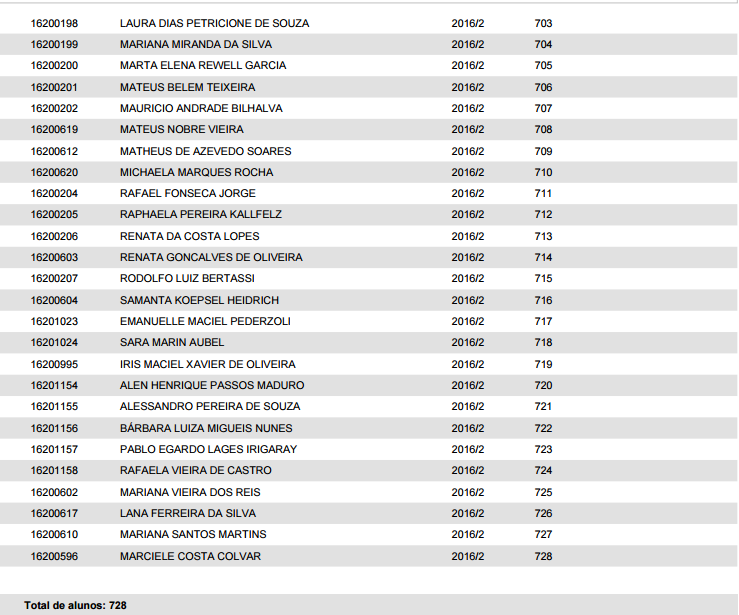 16200198 LAURA DIAS PETRICIONE DE SOUZA 2016/2 703
16200199 MARIANA MIRANDA DA SILVA 2016/2 704
16200200 MARTA ELENA REWELL GARCIA 2016/2 705
16200201 MATEUS BELEM TEIXEIRA 2016/2 706
16200202 MAURICIO ANDRADE BILHALVA 2016/2 707
16200619 MATEUS NOBRE VIEIRA 2016/2 708
16200612 MATHEUS DE AZEVEDO SOARES 2016/2 709
16200620 MICHAELA MARQUES ROCHA 2016/2 710
16200204 RAFAEL FONSECA JORGE 2016/2 711
16200205 RAPHAELA PEREIRA KALLFELZ 2016/2 712
16200206 RENATA DA COSTA LOPES 2016/2 713
16200603 RENATA GONCALVES DE OLIVEIRA 2016/2 714
16200207 RODOLFO LUIZ BERTASSI 2016/2 715
16200604 SAMANTA KOEPSEL HEIDRICH 2016/2 716
16201023 EMANUELLE MACIEL PEDERZOLI 2016/2 717
16201024 SARA MARIN AUBEL 2016/2 718
16200995 IRIS MACIEL XAVIER DE OLIVEIRA 2016/2 719
16201154 ALEN HENRIQUE PASSOS MADURO 2016/2 720
16201155 ALESSANDRO PEREIRA DE SOUZA 2016/2 721
16201156 BÁRBARA LUIZA MIGUEIS NUNES 2016/2 722
16201157 PABLO EGARDO LAGES IRIGARAY 2016/2 723
16201158 RAFAELA VIEIRA DE CASTRO 2016/2 724
16200602 MARIANA VIEIRA DOS REIS 2016/2 725
16200617 LANA FERREIRA DA SILVA 2016/2 726
16200610 MARIANA SANTOS MARTINS 2016/2 727
16200596 MARCIELE COSTA COLVAR 2016/2 728
Total de alunos: 728